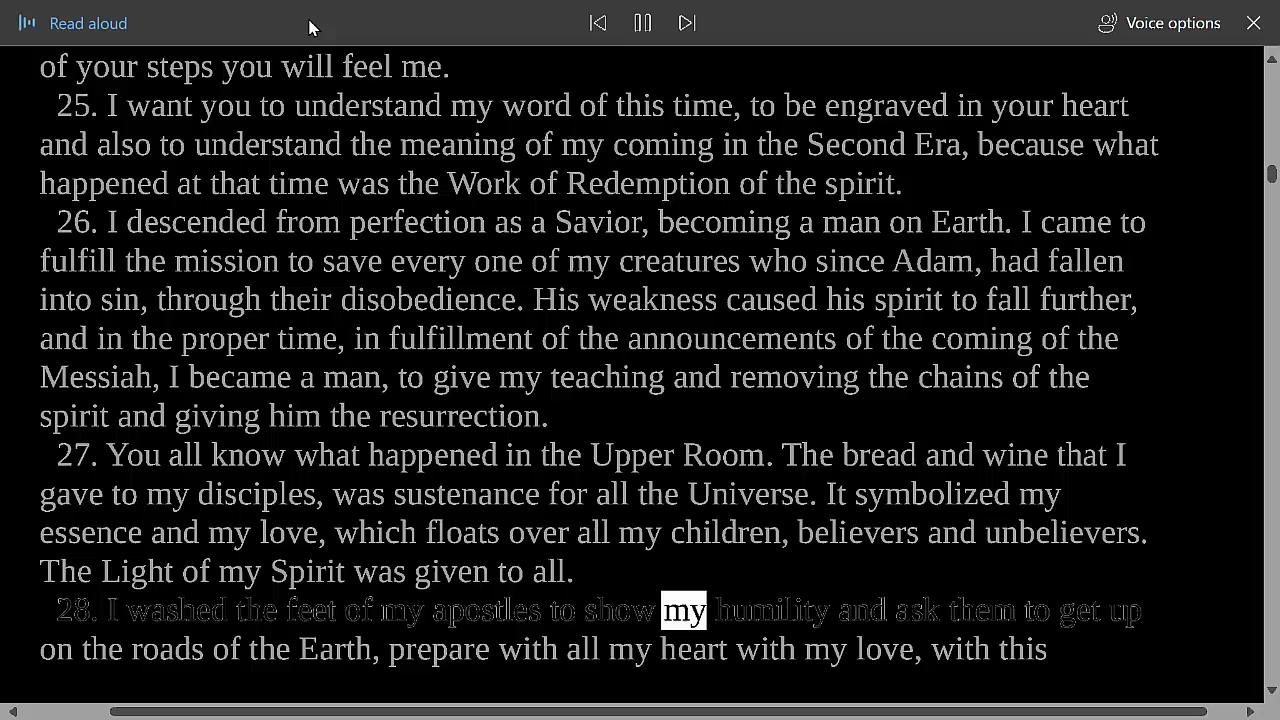 Read aloud
Voice options
of your steps you will feel me.
25. I want you to understand my word of this time, to be engraved in your heart
and also to understand the meaning of my coming in the Second Era, because what
happened at that time was the Work of Redemption of the spirit.
26. I descended from perfection as a Savior, becoming a man on Earth. I came to
fulfill the mission to save every one of my creatures who since Adam, had fallen
into sin, through their disobedience. His weakness caused his spirit to fall further,
and in the proper time, in fulfillment of the announcements of the coming of the
Messiah, I became a man, to give my teaching and removing the chains of the
spirit and giving him the resurrection.
27. You all know what happened in the Upper Room. The bread and wine that I
gave to my disciples, was sustenance for all the Universe. It symbolized my
essence and my love, which floats over all my children, believers and unbelievers.
The Light of my Spirit was given to all.
28. I washed the feet of my apostles to show my humility and ask them to get up
on the roads of the Earth, prepare with all my heart with my love, with this